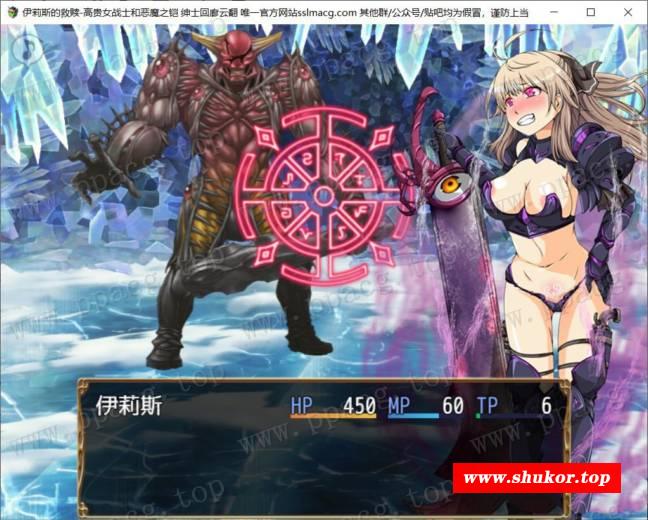 伊莉斯的救赎-高贵女战士和恶魔之铠 绅士回廊云翻 唯一官方网站sslmacg.com 其他群/公众号/贴吧均为假冒，谨防上当
伊莉斯 HP 450 MP 60 TP 6
www.shukor.top
www.ppacg.top